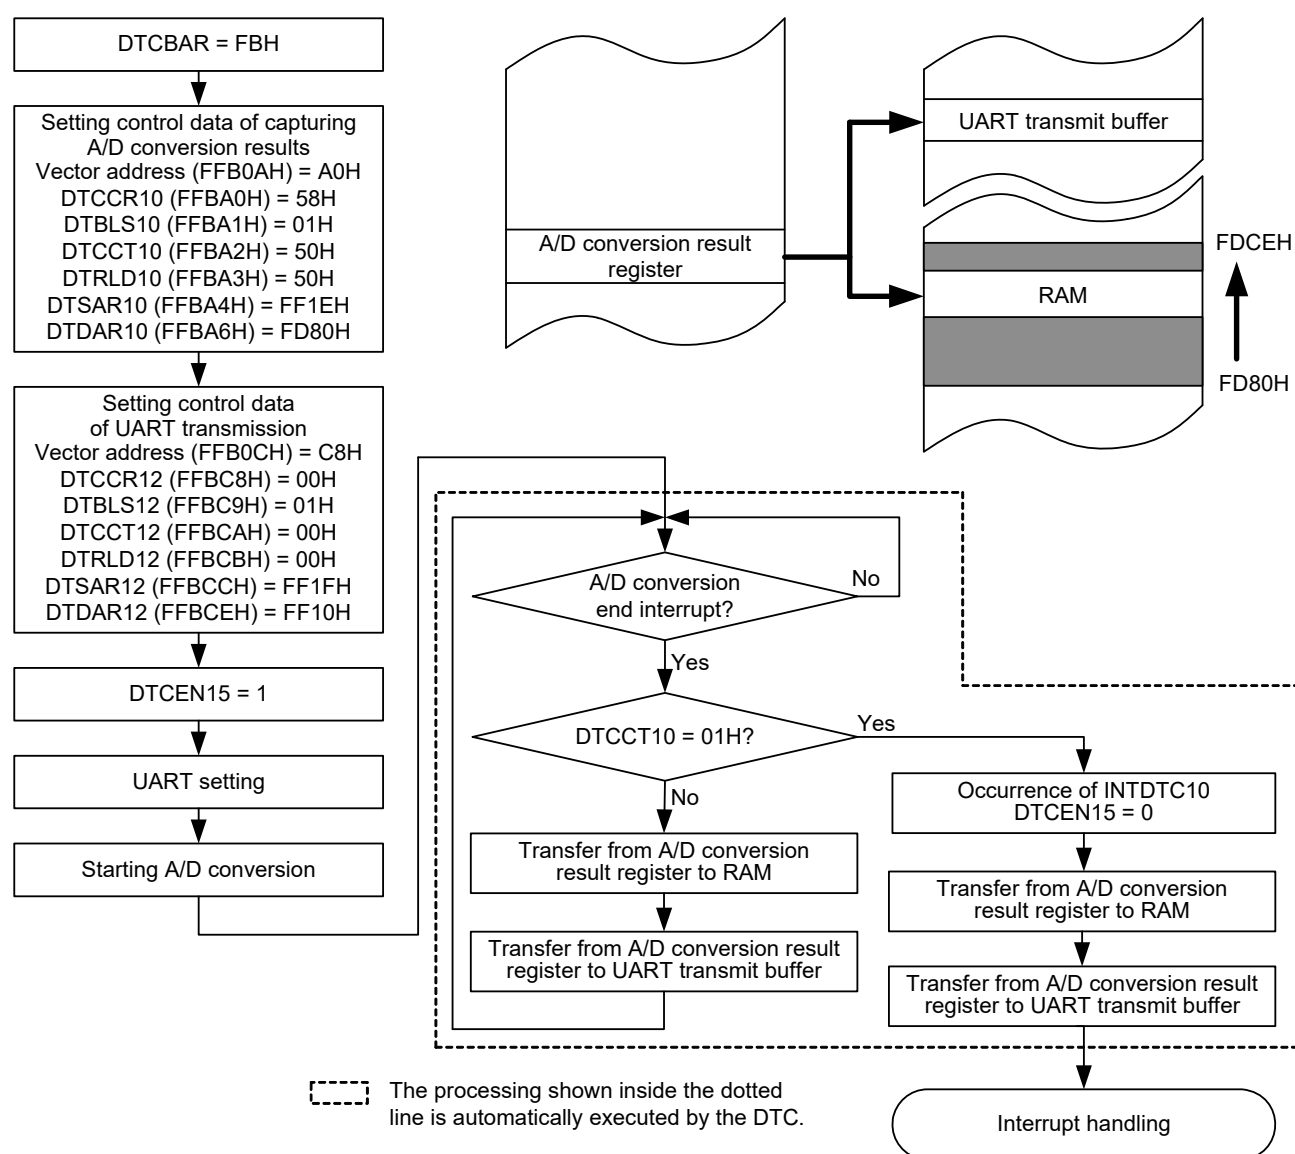 DTCBAR = FBH
Setting control data of capturing
A/D conversion results
Vector address (FFB0AH) = A0H
DTCCR10 (FFBA0H) = 58H
DTBLS10 (FFBA1H) = 01H
DTCCT10 (FFBA2H) = 50H
DTRLD10 (FFBA3H) = 50H
DTSAR10 (FFBA4H) = FF1EH
DTDAR10 (FFBA6H) = FD80H
Setting control data
of UART transmission
Vector address (FFB0CH) = C8H
DTCCR12 (FFBC8H) = 00H
DTBLS12 (FFBC9H) = 01H
DTCCT12 (FFBCAH) = 00H
DTRLD12 (FFBCBH) = 00H
DTSAR12 (FFBCCH) = FF1FH
DTDAR12 (FFBCEH) = FF10H
DTCEN15 = 1
UART setting
Starting A/D conversion
A/D conversion result
register
UART transmit buffer
RAM
FDCEH
FD80H
A/D conversion
end interrupt?
No
Yes
DTCCT10 = 01H?
Yes
No
Transfer from A/D conversion
result register to RAM
Transfer from A/D conversion result
register to UART transmit buffer
Occurrence of INTDTC10
DTCEN15 = 0
Transfer from A/D conversion
result register to RAM
Transfer from A/D conversion result
register to UART transmit buffer
Interrupt handling
The processing shown inside the dotted
line is automatically executed by the DTC.